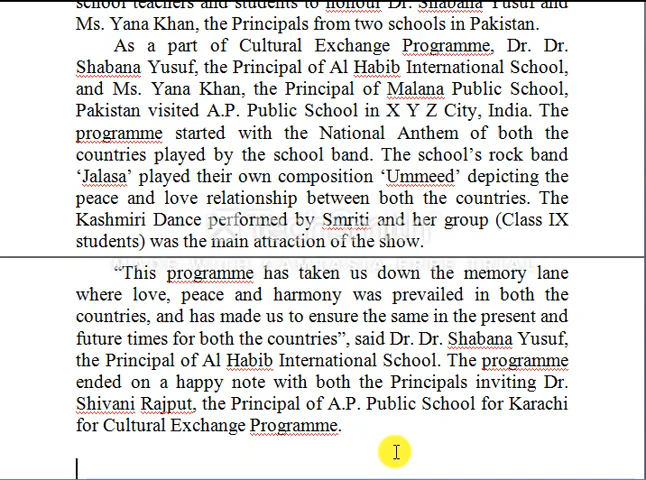 school teachers and students to honour Dr. Shabana Yusuf and
Ms. Yana Khan, the Principals from two schools in Pakistan.
As a part of Cultural Exchange Programme, Dr. Dr.
Shabana Yusuf, the Principal of Al Habib International School,
and Ms. Yana Khan, the Principal of Malana Public School,
Pakistan visited A.P. Public School in X Y Z City, India. The
programme started with the National Anthem of both the
countries played by the school band. The school’s rock band
‘Jalasa’ played their own composition ‘Ummeed’ depicting the
peace and love relationship between both the countries. The
Kashmiri Dance performed by Smriti and her group (Class IX
students) was the main attraction of the show.
“This programme has taken us down the memory lane
where love, peace and harmony was prevailed in both the
countries, and has made us to ensure the same in the present and
future times for both the countries”, said Dr. Dr. Shabana Yusuf,
the Principal of Al Habib International School. The programme
ended on a happy note with both the Principals inviting Dr.
Shivani Rajput, the Principal of A.P. Public School for Karachi
for Cultural Exchange Programme.